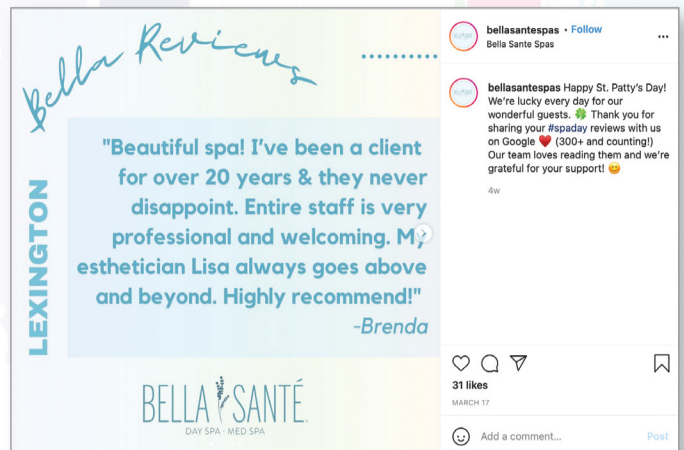 Bella Reviews
LEXINGTON
"Beautiful spa! I've been a client
for over 20 years & they never
disappoint. Entire staff is very
professional and welcoming. My
esthetician Lisa always goes above
and beyond. Highly recommend!"
-Brenda
BELLA SANTÉ.
DAY SPA · MED SPA
bellasantespas • Follow
Bella Sante Spas
bellasantespas Happy St. Patty's Day!
We're lucky every day for our
wonderful guests. 🍀 Thank you for
sharing your #spaday reviews with us
on Google ❤️ (300+ and counting!)
Our team loves reading them and we're
grateful for your support! 😊
4w
31 likes
MARCH 17
Add a comment...
Post